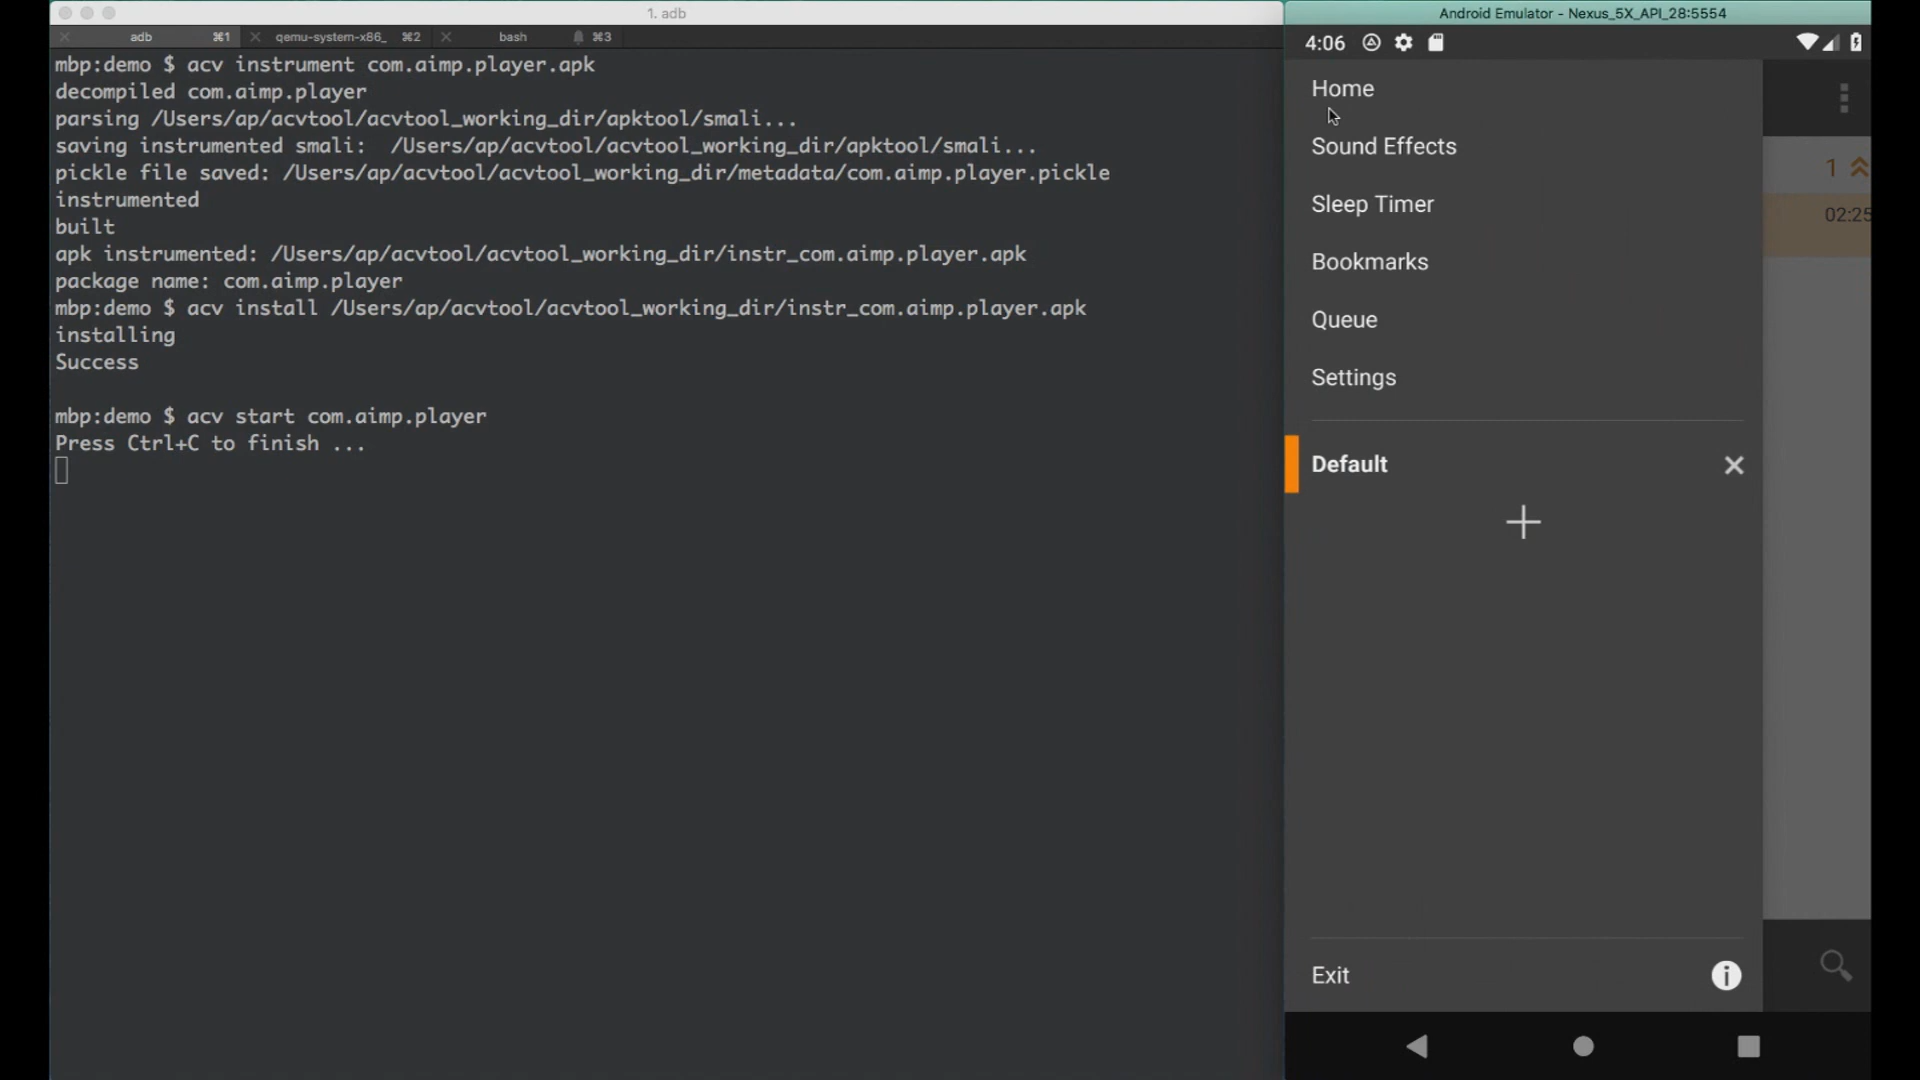 1. adb
adb ⌘1 qemu-system-x86_ ⌘2 bash ⌘3
mbp:demo $ acv instrument com.aimp.player.apk
decompiled com.aimp.player
parsing /Users/ap/acvtool/acvtool_working_dir/apktool/smali...
saving instrumented smali:  /Users/ap/acvtool/acvtool_working_dir/apktool/smali...
pickle file saved: /Users/ap/acvtool/acvtool_working_dir/metadata/com.aimp.player.pickle
instrumented
built
apk instrumented: /Users/ap/acvtool/acvtool_working_dir/instr_com.aimp.player.apk
package name: com.aimp.player
mbp:demo $ acv install /Users/ap/acvtool/acvtool_working_dir/instr_com.aimp.player.apk
installing
Success
mbp:demo $ acv start com.aimp.player
Press Ctrl+C to finish ...
Android Emulator - Nexus_5X_API_28:5554
4:06
Home
Sound Effects
Sleep Timer
Bookmarks
Queue
Settings
Default
Exit
1
02:25